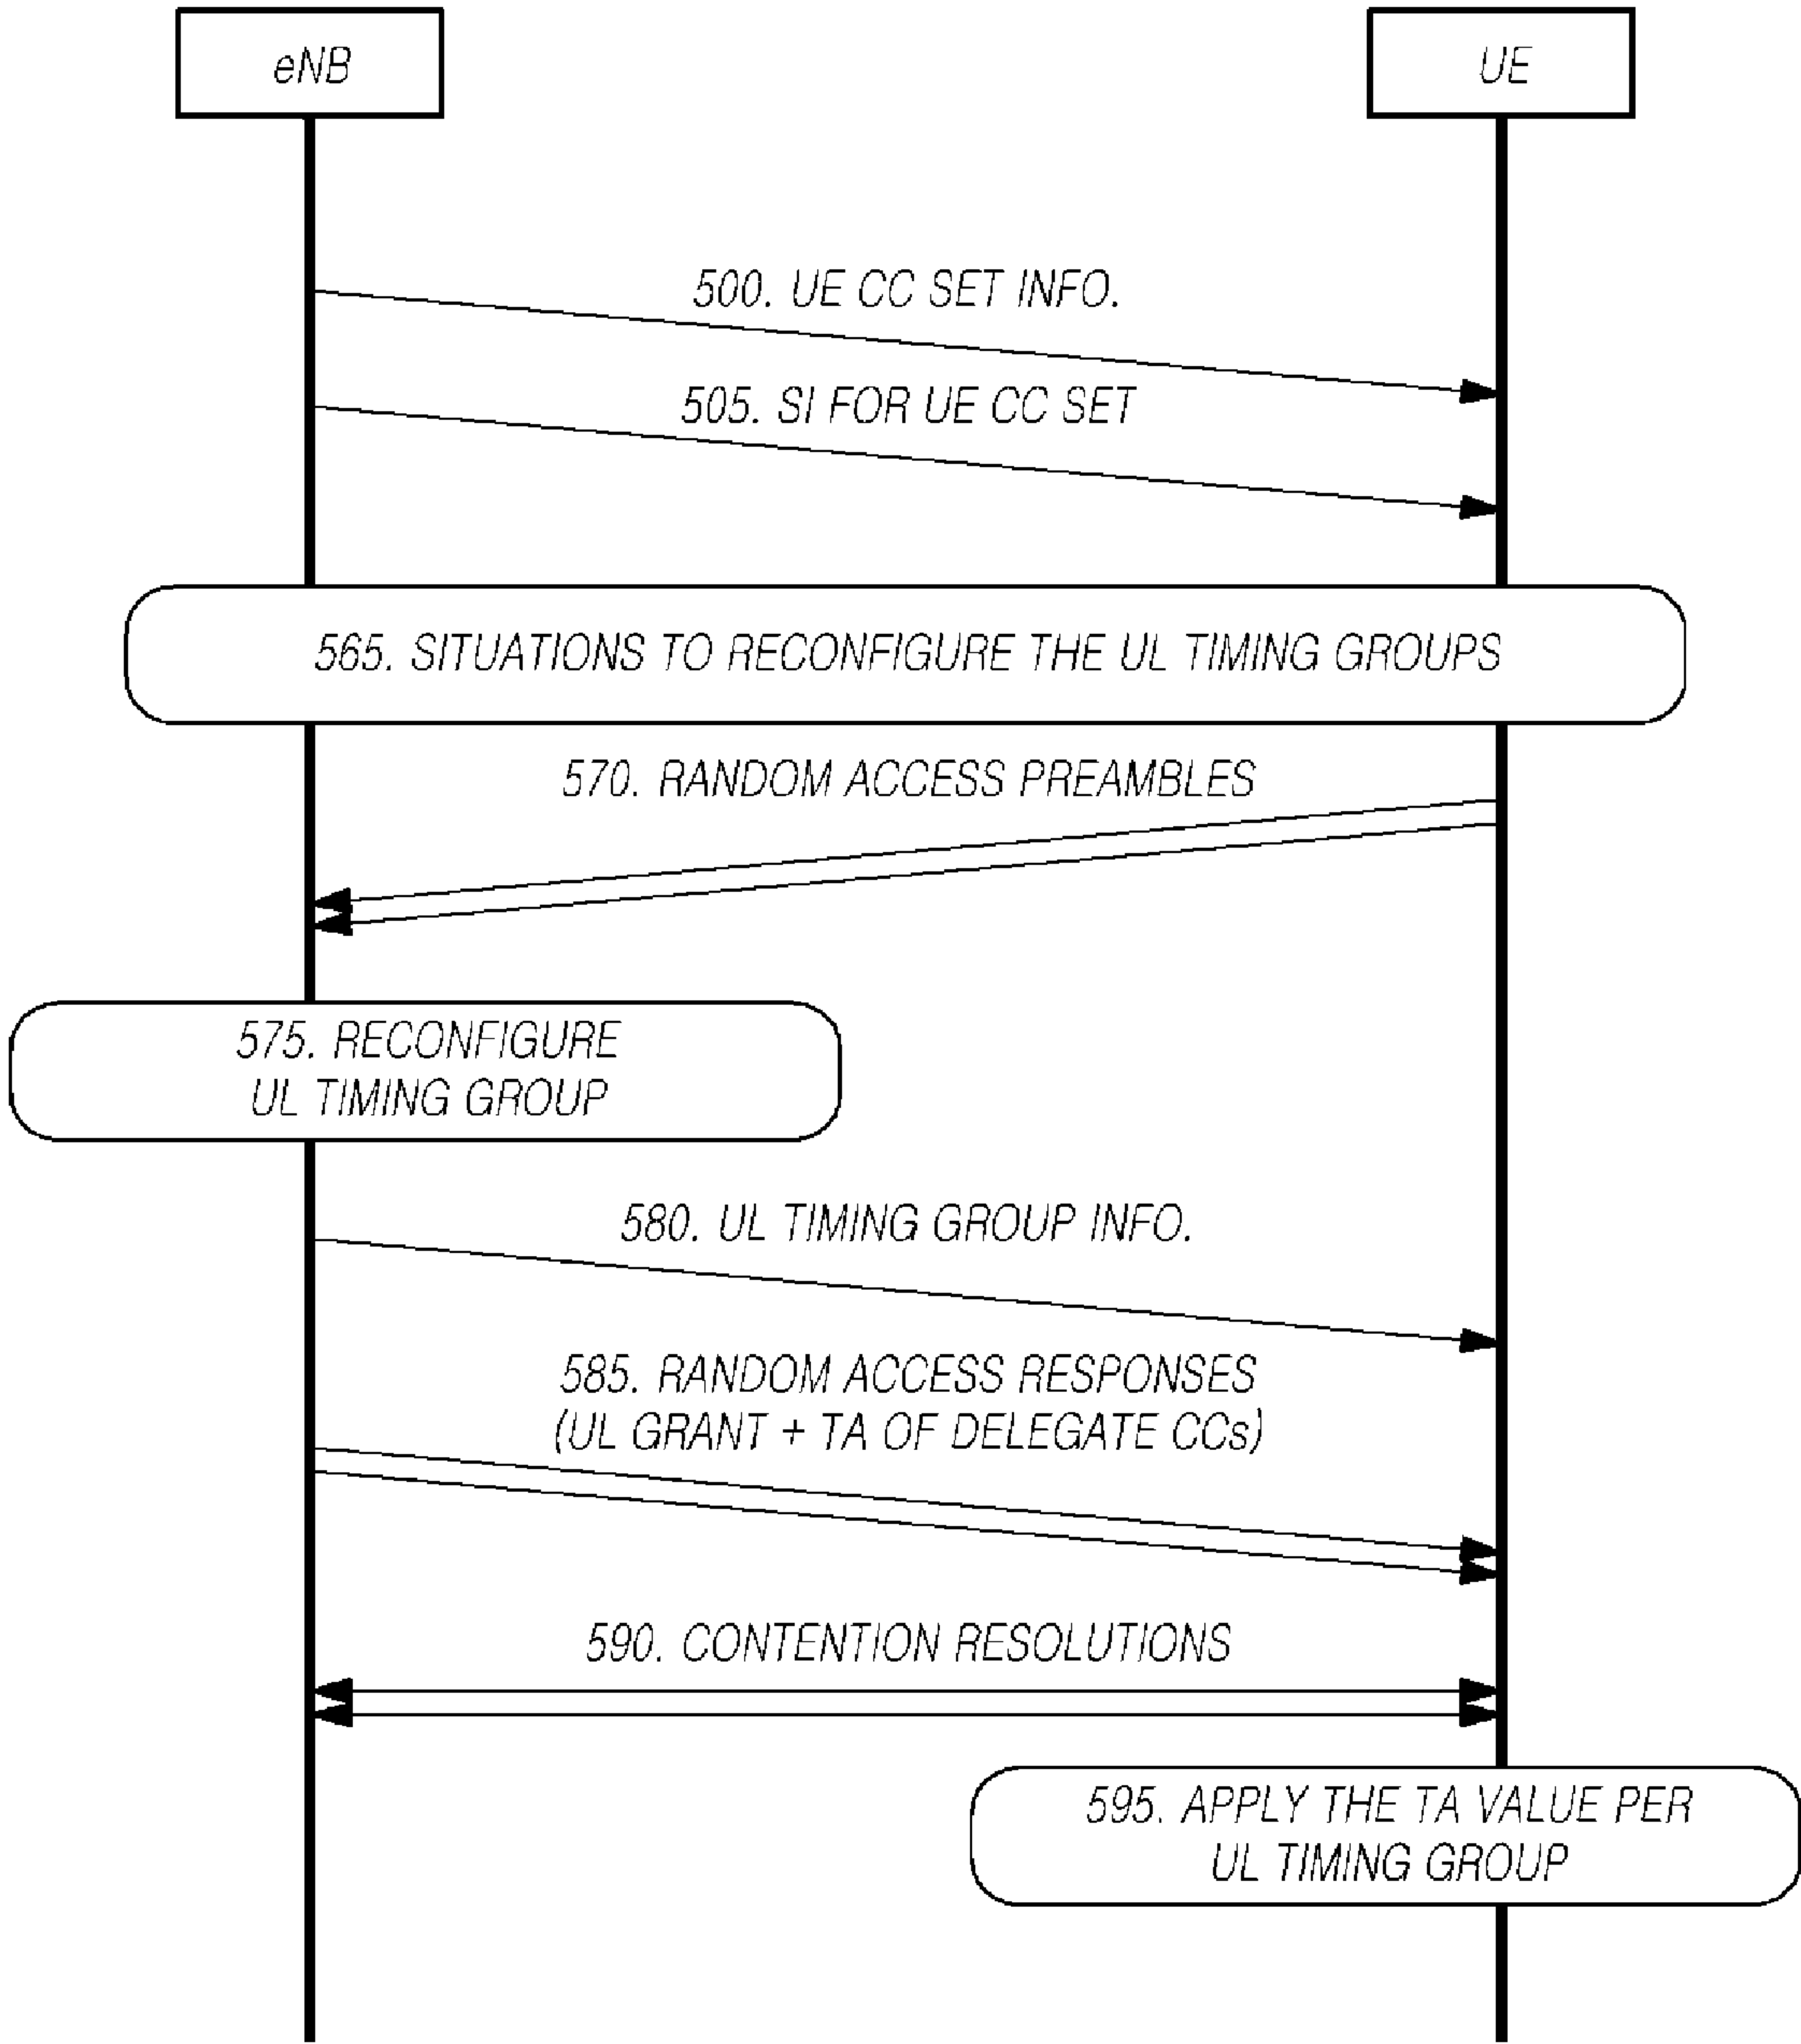 eNB
UE
500. UE CC SET INFO.
505. SI FOR UE CC SET
565. SITUATIONS TO RECONFIGURE THE UL TIMING GROUPS
570. RANDOM ACCESS PREAMBLES
575. RECONFIGURE
UL TIMING GROUP
580. UL TIMING GROUP INFO.
585. RANDOM ACCESS RESPONSES
(UL GRANT + TA OF DELEGATE CCs)
590. CONTENTION RESOLUTIONS
595. APPLY THE TA VALUE PER
UL TIMING GROUP